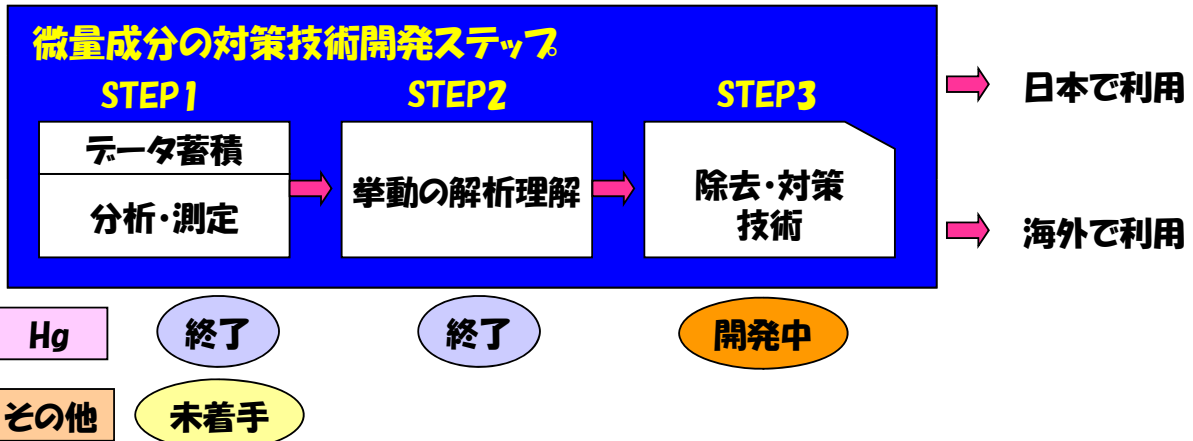 微量成分の対策技術開発ステップ
STEP1
STEP2
STEP3
データ蓄積
分析・測定
挙動の解析理解
除去・対策
技術
日本で利用
海外で利用
Hg
終了
終了
開発中
その他
未着手